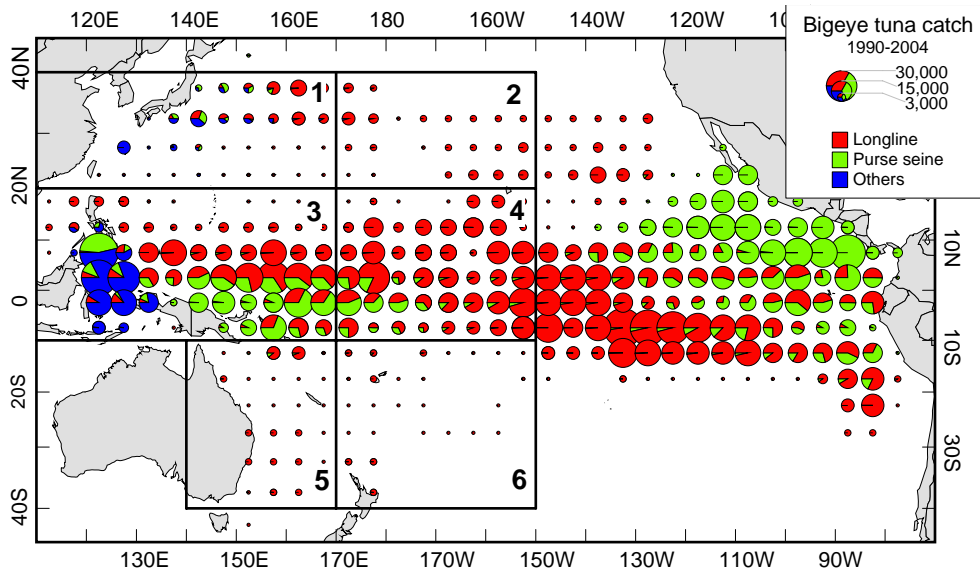 120E 140E 160E 180 160W 140W 120W 10
Bigeye tuna catch
1990-2004
30,000
15,000
3,000
Longline
Purse seine
Others
40N
20N
0
20S
40S
10N
10S
30S
1
2
3
4
5
6
130E 150E 170E 170W 150W 130W 110W 90W